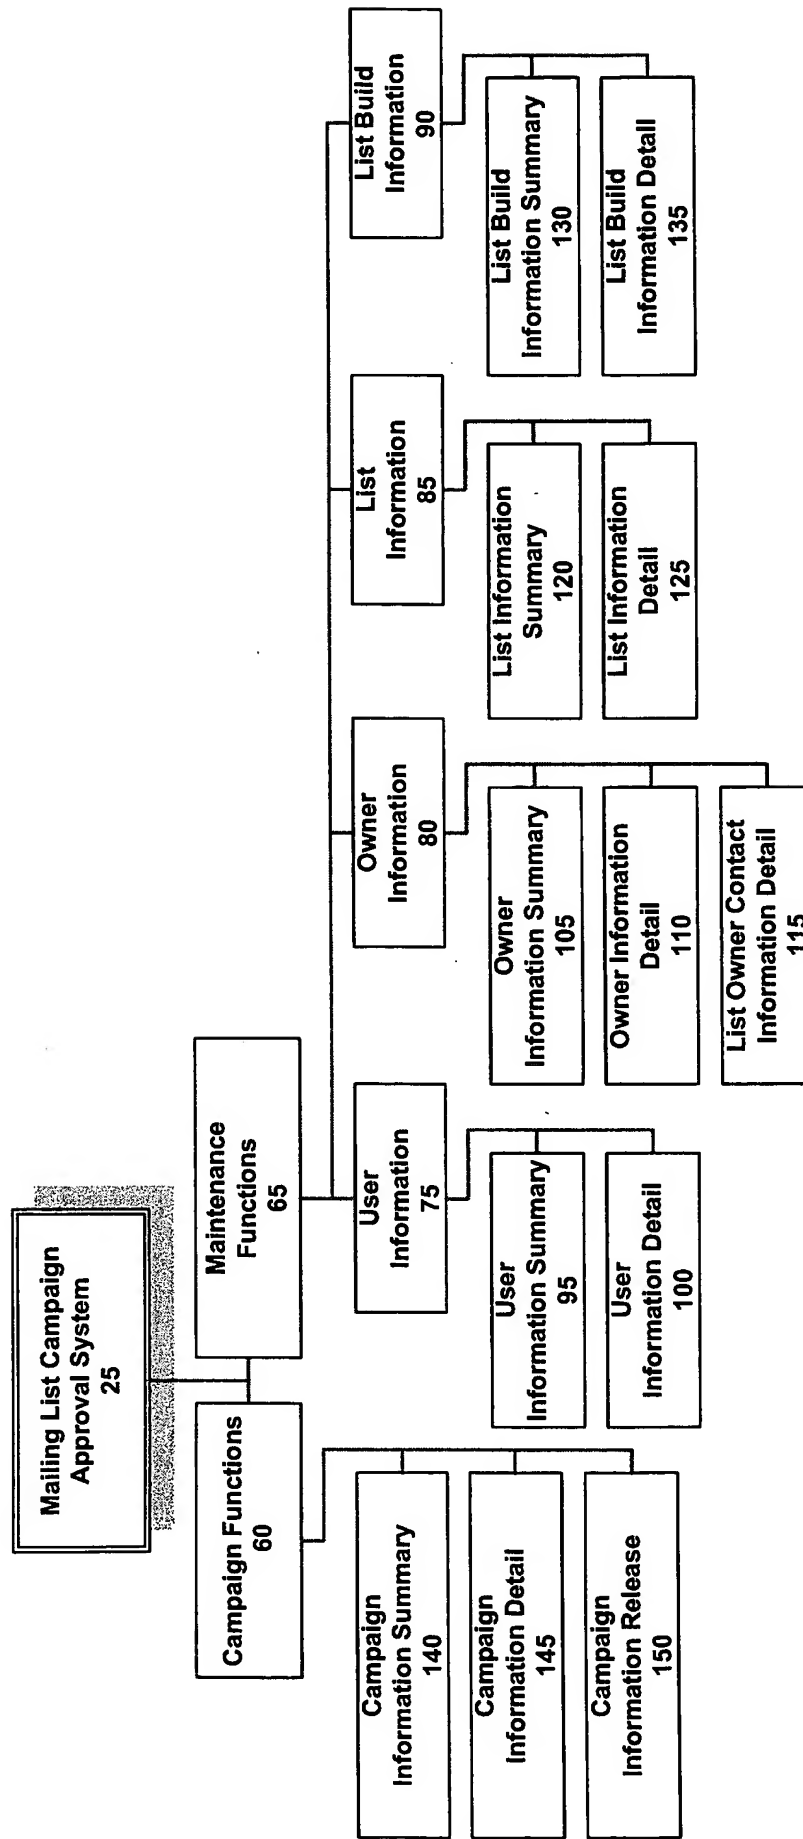 Mailing List Campaign
Approval System
25
Campaign Functions
60
Maintenance
Functions
65
Campaign
Information Summary
140
Campaign
Information Detail
145
Campaign
Information Release
150
User
Information
75
User
Information Summary
95
User
Information Detail
100
Owner
Information
80
Owner
Information Summary
105
Owner Information
Detail
110
List Owner Contact
Information Detail
115
List
Information
85
List Information
Summary
120
List Information
Detail
125
List Build
Information
90
List Build
Information Summary
130
List Build
Information Detail
135